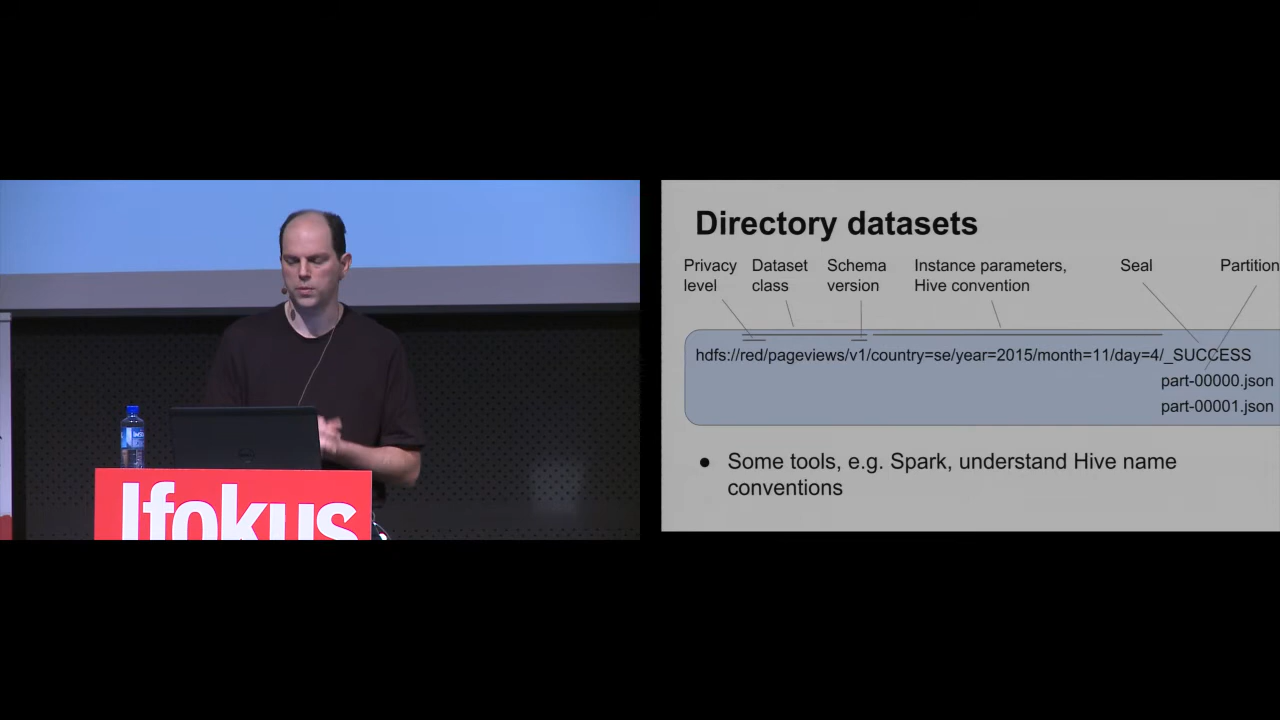 Jfokus
Directory datasets
Privacy level
Dataset class
Schema version
Instance parameters, Hive convention
Seal
Partition
hdfs://red/pageviews/v1/country=se/year=2015/month=11/day=4/_SUCCESS
part-00000.json
part-00001.json
● Some tools, e.g. Spark, understand Hive name
conventions